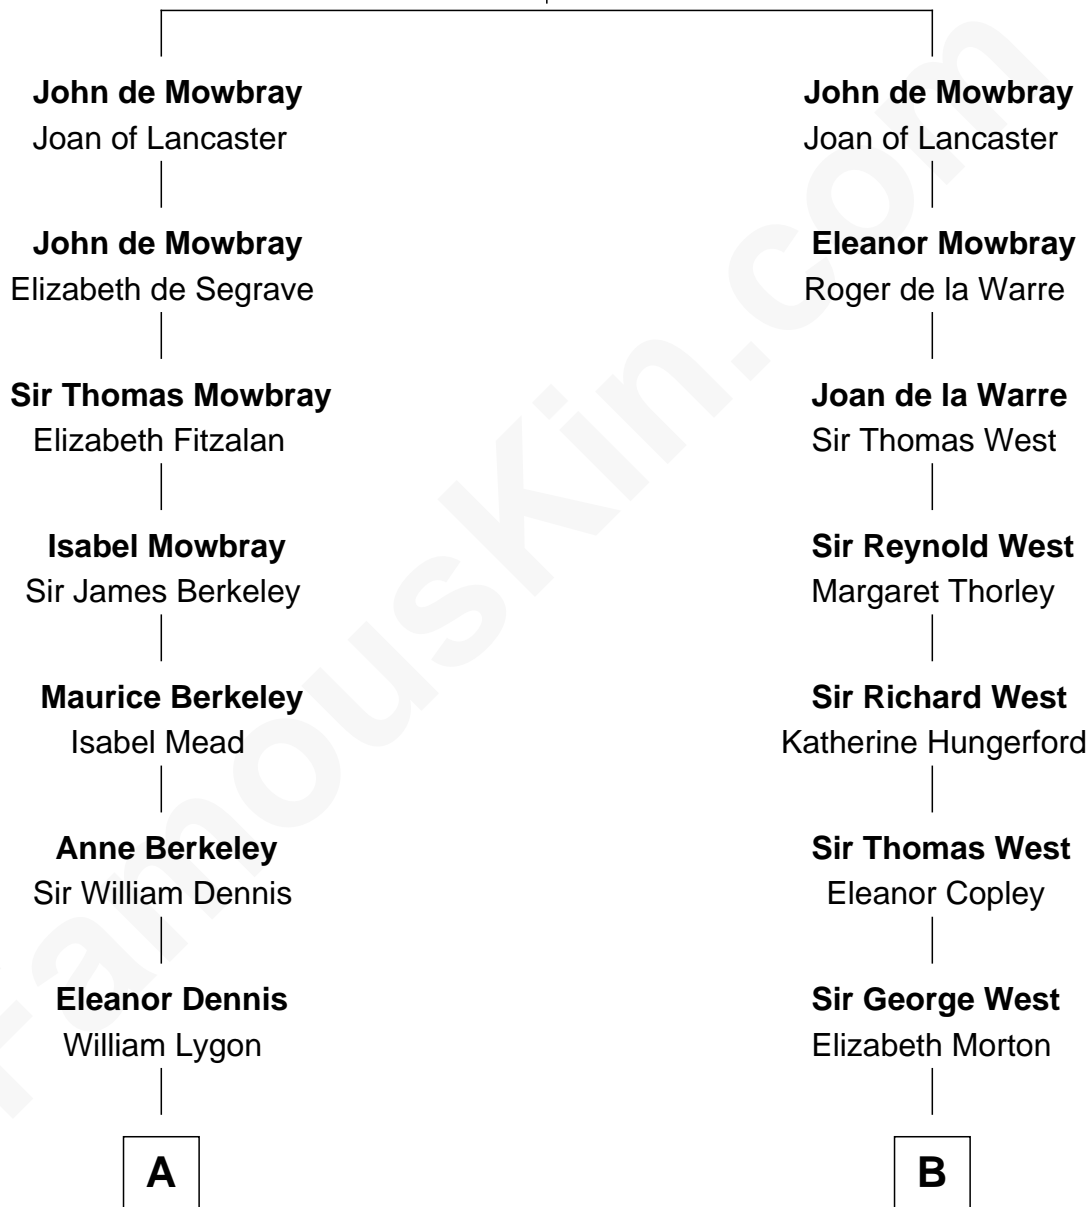 John de Mowbray
Joan of Lancaster
John de Mowbray
Elizabeth de Segrave
Sir Thomas Mowbray
Elizabeth Fitzalan
Isabel Mowbray
Sir James Berkeley
Maurice Berkeley
Isabel Mead
Anne Berkeley
Sir William Dennis
Eleanor Dennis
William Lygon
A
John de Mowbray
Joan of Lancaster
Eleanor Mowbray
Roger de la Warre
Joan de la Warre
Sir Thomas West
Sir Reynold West
Margaret Thorley
Sir Richard West
Katherine Hungerford
Sir Thomas West
Eleanor Copley
Sir George West
Elizabeth Morton
B
FamousKin.com